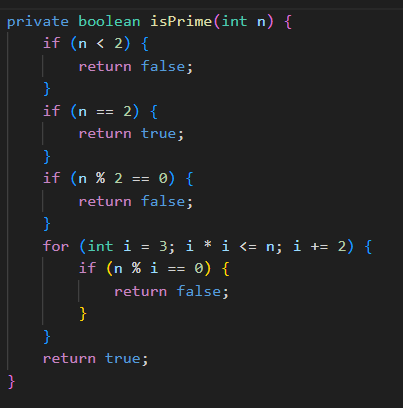 private boolean isPrime(int n) {
    if (n < 2) {
        return false;
    }
    if (n == 2) {
        return true;
    }
    if (n % 2 == 0) {
        return false;
    }
    for (int i = 3; i * i <= n; i += 2) {
        if (n % i == 0) {
            return false;
        }
    }
    return true;
}